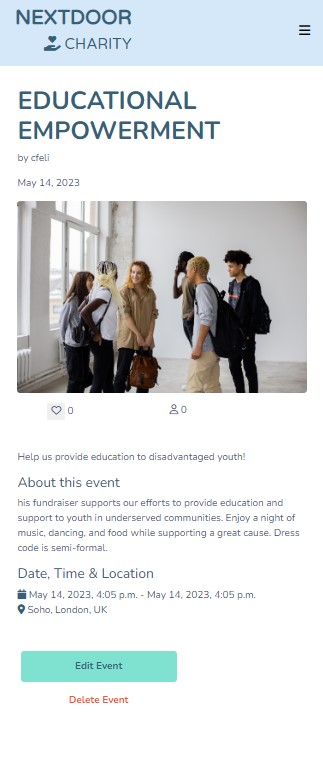 NEXTDOOR
CHARITY
EDUCATIONAL
EMPOWERMENT
by cfeli
May 14, 2023
0
0
Help us provide education to disadvantaged youth!
About this event
his fundraiser supports our efforts to provide education and
support to youth in underserved communities. Enjoy a night of
music, dancing, and food while supporting a great cause. Dress
code is semi-formal.
Date, Time & Location
May 14, 2023, 4:05 p.m. - May 14, 2023, 4:05 p.m.
Soho, London, UK
Edit Event
Delete Event